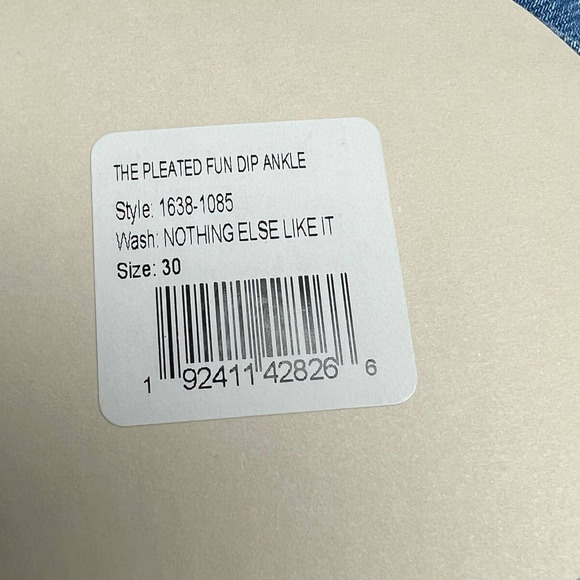 THE PLEATED FUN DIP ANKLE
Style: 1638-1085
Wash: NOTHING ELSE LIKE IT
Size: 30
1 92411 42826 6